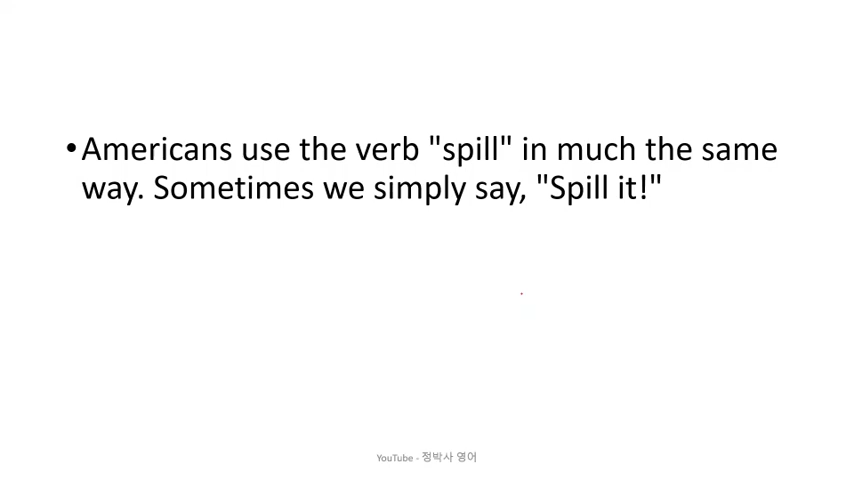 •Americans use the verb "spill" in much the same
way. Sometimes we simply say, "Spill it!"
YouTube - 정박사 영어